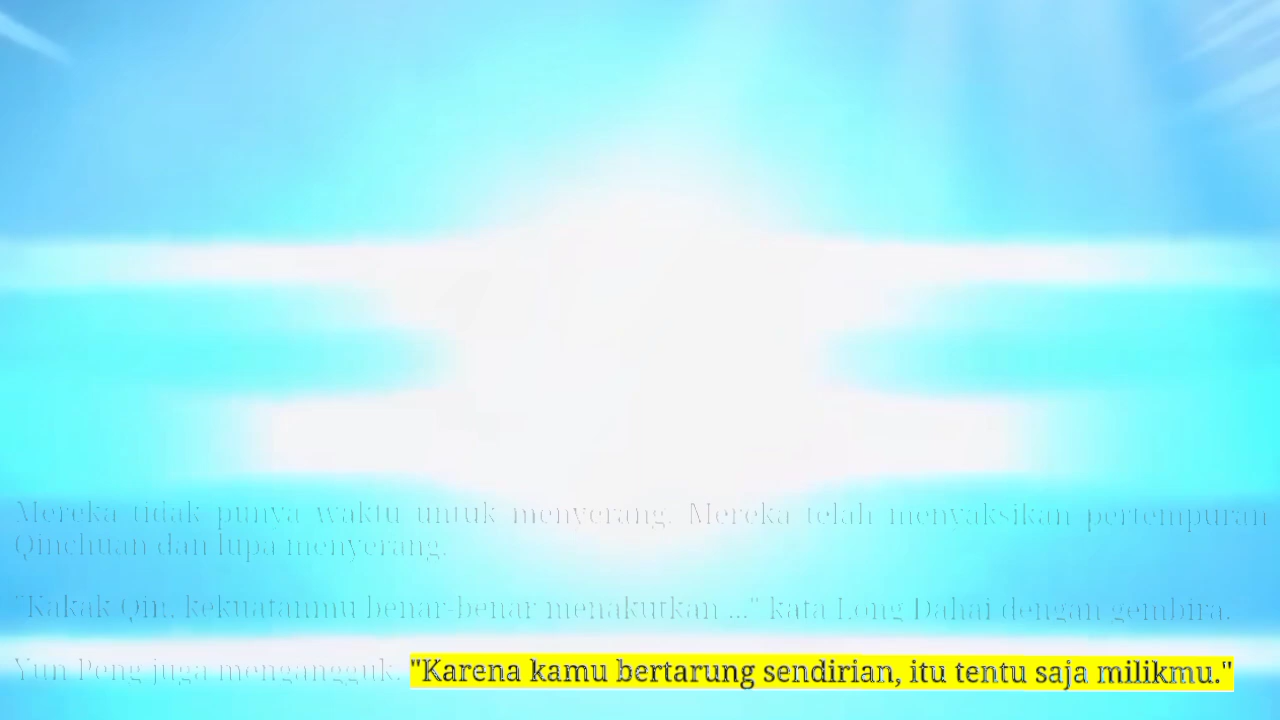 Mereka tidak punya waktu untuk menyerang. Mereka telah menyaksikan pertempuran
Qinchuan dan lupa menyerang.
"Kakak Qin, kekuatanmu benar-benar menakutkan ..." kata Long Dahai dengan gembira.
Yun Peng juga mengangguk. "Karena kamu bertarung sendirian, itu tentu saja milikmu."